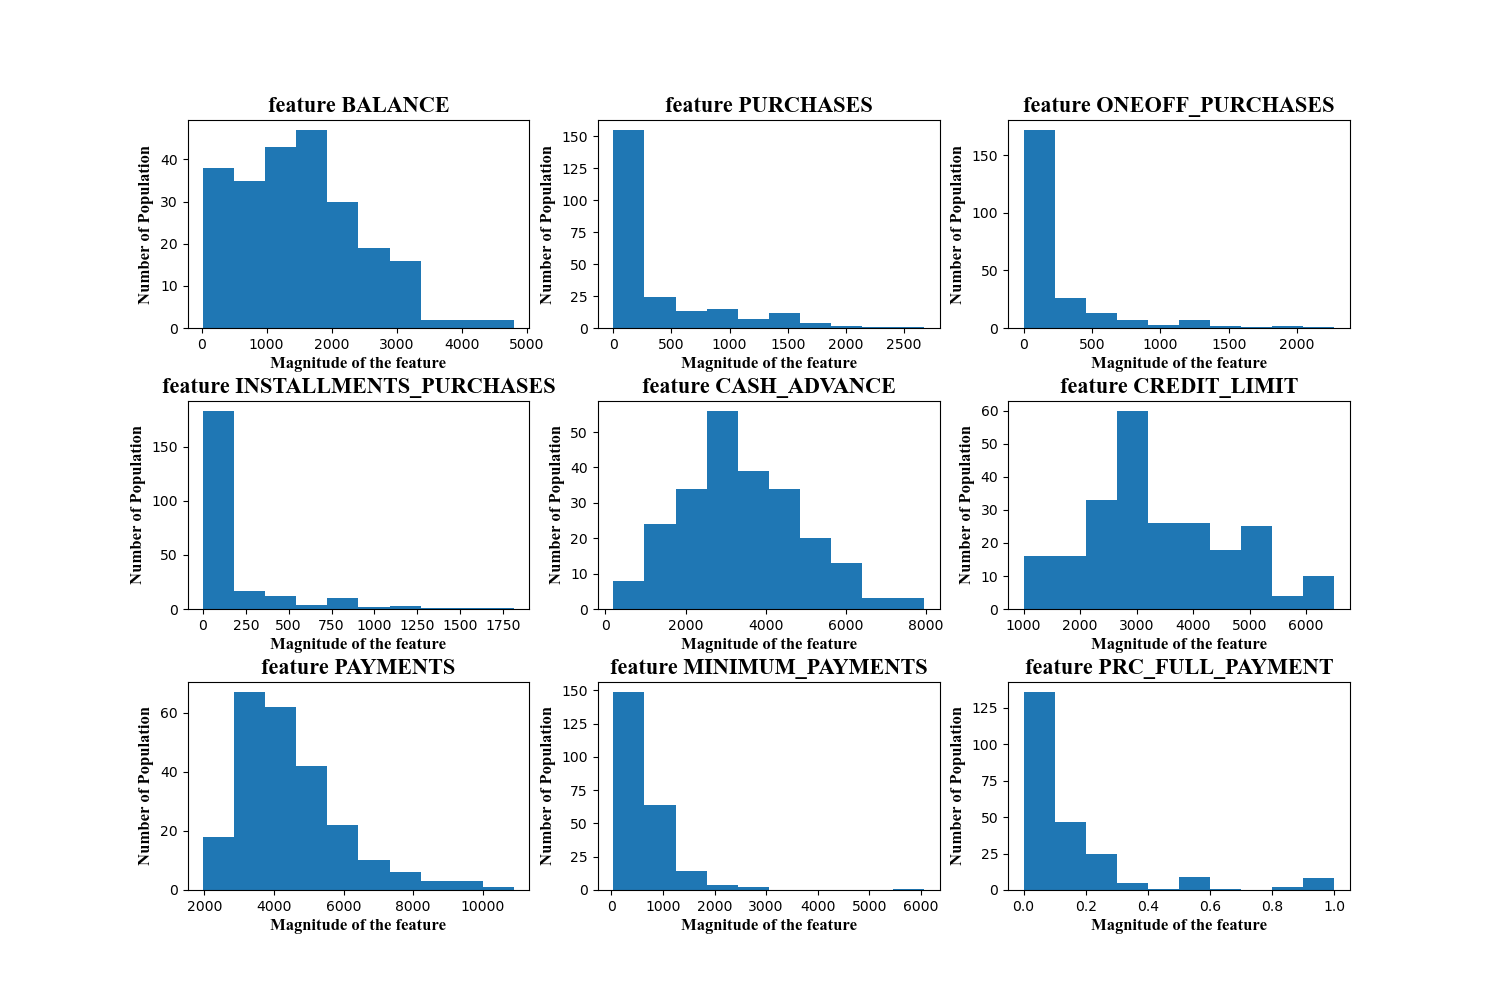 feature BALANCE
Number of Population
40
30
20
10
0
0 1000 2000 3000 4000 5000
Magnitude of the feature
feature PURCHASES
Number of Population
150
125
100
75
50
25
0
0 500 1000 1500 2000 2500
Magnitude of the feature
feature ONEOFF_PURCHASES
Number of Population
150
100
50
0
0 500 1000 1500 2000
Magnitude of the feature
feature INSTALLMENTS_PURCHASES
Number of Population
150
100
50
0
0 250 500 750 1000 1250 1500 1750
Magnitude of the feature
feature CASH_ADVANCE
Number of Population
50
40
30
20
10
0
0 2000 4000 6000 8000
Magnitude of the feature
feature CREDIT_LIMIT
Number of Population
60
50
40
30
20
10
0
1000 2000 3000 4000 5000 6000
Magnitude of the feature
feature PAYMENTS
Number of Population
60
40
20
0
2000 4000 6000 8000 10000
Magnitude of the feature
feature MINIMUM_PAYMENTS
Number of Population
150
125
100
75
50
25
0
0 1000 2000 3000 4000 5000 6000
Magnitude of the feature
feature PRC_FULL_PAYMENT
Number of Population
125
100
75
50
25
0
0.0 0.2 0.4 0.6 0.8 1.0
Magnitude of the feature